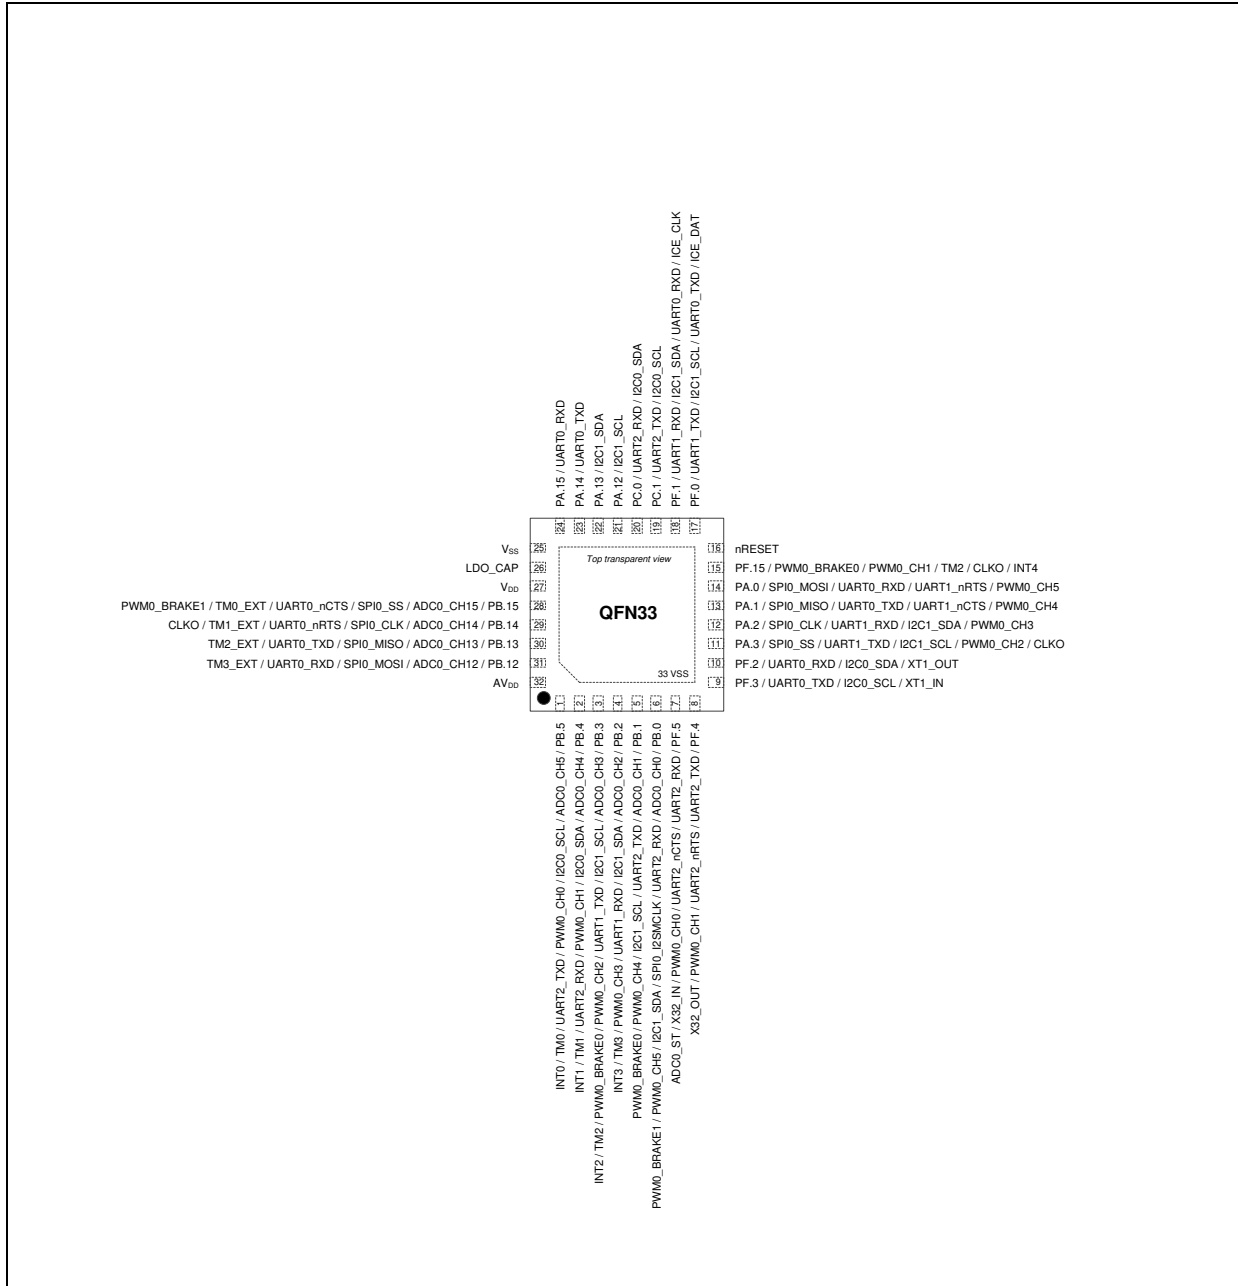 PA.15 / UART0_RXD
PA.14 / UART0_TXD
PA.13 / I2C1_SDA
PA.12 / I2C1_SCL
PC.0 / UART2_RXD / I2C0_SDA
PC.1 / UART2_TXD / I2C0_SCL
PF.1 / UART1_RXD / I2C1_SDA / UART0_RXD / ICE_CLK
PF.0 / UART1_TXD / I2C1_SCL / UART0_TXD / ICE_DAT
24 23 22 21 20 19 18 17
VSS 25
LDO_CAP 26
VDD 27
PWM0_BRAKE1 / TM0_EXT / UART0_nCTS / SPI0_SS / ADC0_CH15 / PB.15 28
CLKO / TM1_EXT / UART0_nRTS / SPI0_CLK / ADC0_CH14 / PB.14 29
TM2_EXT / UART0_TXD / SPI0_MISO / ADC0_CH13 / PB.13 30
TM3_EXT / UART0_RXD / SPI0_MOSI / ADC0_CH12 / PB.12 31
AVDD 32
Top transparent view
QFN33
33 VSS
16 nRESET
15 PF.15 / PWM0_BRAKE0 / PWM0_CH1 / TM2 / CLKO / INT4
14 PA.0 / SPI0_MOSI / UART0_RXD / UART1_nRTS / PWM0_CH5
13 PA.1 / SPI0_MISO / UART0_TXD / UART1_nCTS / PWM0_CH4
12 PA.2 / SPI0_CLK / UART1_RXD / I2C1_SDA / PWM0_CH3
11 PA.3 / SPI0_SS / UART1_TXD / I2C1_SCL / PWM0_CH2 / CLKO
10 PF.2 / UART0_RXD / I2C0_SDA / XT1_OUT
9 PF.3 / UART0_TXD / I2C0_SCL / XT1_IN
1 2 3 4 5 6 7 8
INT0 / TM0 / UART2_TXD / PWM0_CH0 / I2C0_SCL / ADC0_CH5 / PB.5
INT1 / TM1 / UART2_RXD / PWM0_CH1 / I2C0_SDA / ADC0_CH4 / PB.4
INT2 / TM2 / PWM0_BRAKE0 / PWM0_CH2 / UART1_TXD / I2C1_SCL / ADC0_CH3 / PB.3
INT3 / TM3 / PWM0_CH3 / UART1_RXD / I2C1_SDA / ADC0_CH2 / PB.2
PWM0_BRAKE0 / PWM0_CH4 / I2C1_SCL / UART2_TXD / ADC0_CH1 / PB.1
PWM0_BRAKE1 / PWM0_CH5 / I2C1_SDA / SPI0_I2SMCLK / UART2_RXD / ADC0_CH0 / PB.0
ADC0_ST / X32_IN / PWM0_CH0 / UART2_nCTS / UART2_RXD / PF.5
X32_OUT / PWM0_CH1 / UART2_nRTS / UART2_TXD / PF.4